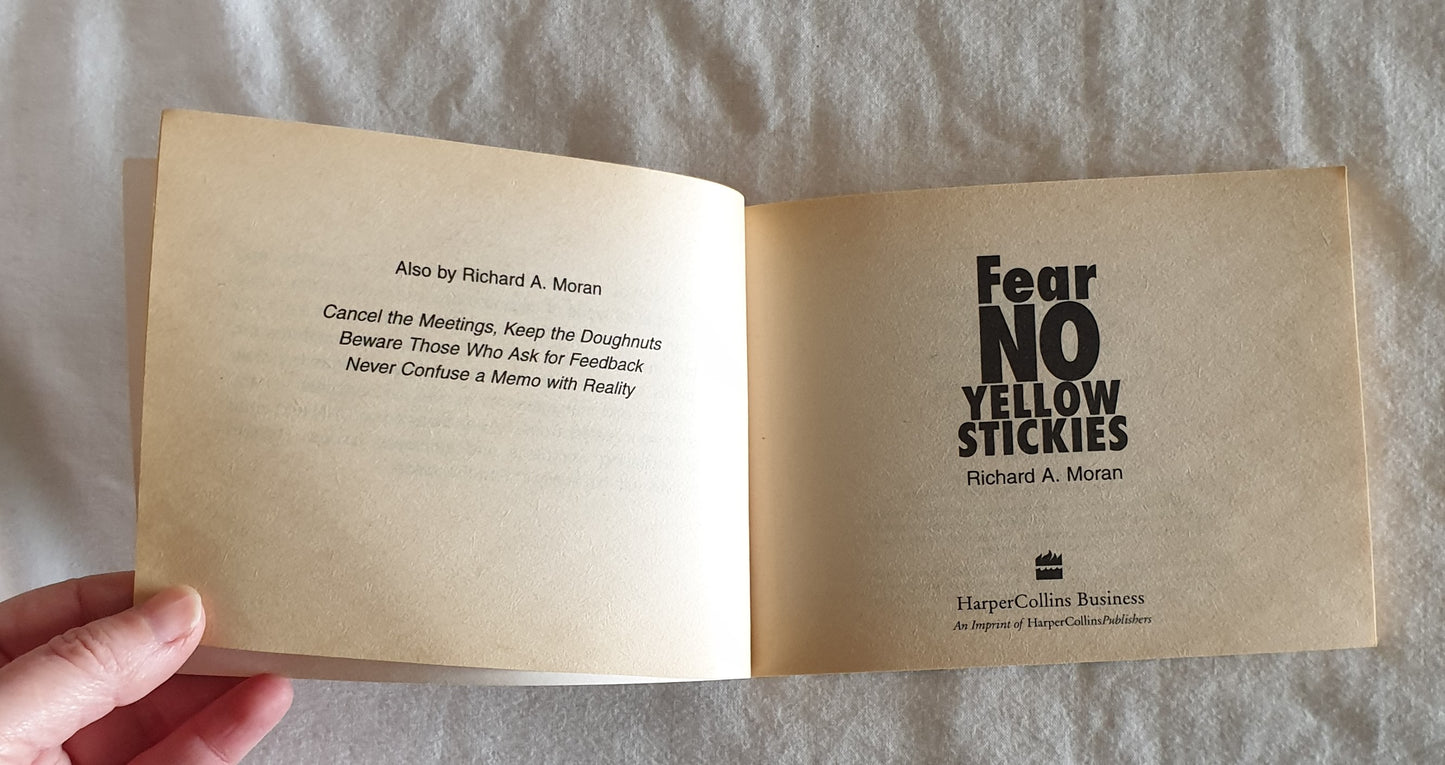 Also by Richard A. Moran
Cancel the Meetings, Keep the Doughnuts
Beware Those Who Ask for Feedback
Never Confuse a Memo with Reality
Fear
NO
YELLOW
STICKIES
Richard A. Moran
HarperCollins Business
An Imprint of HarperCollinsPublishers